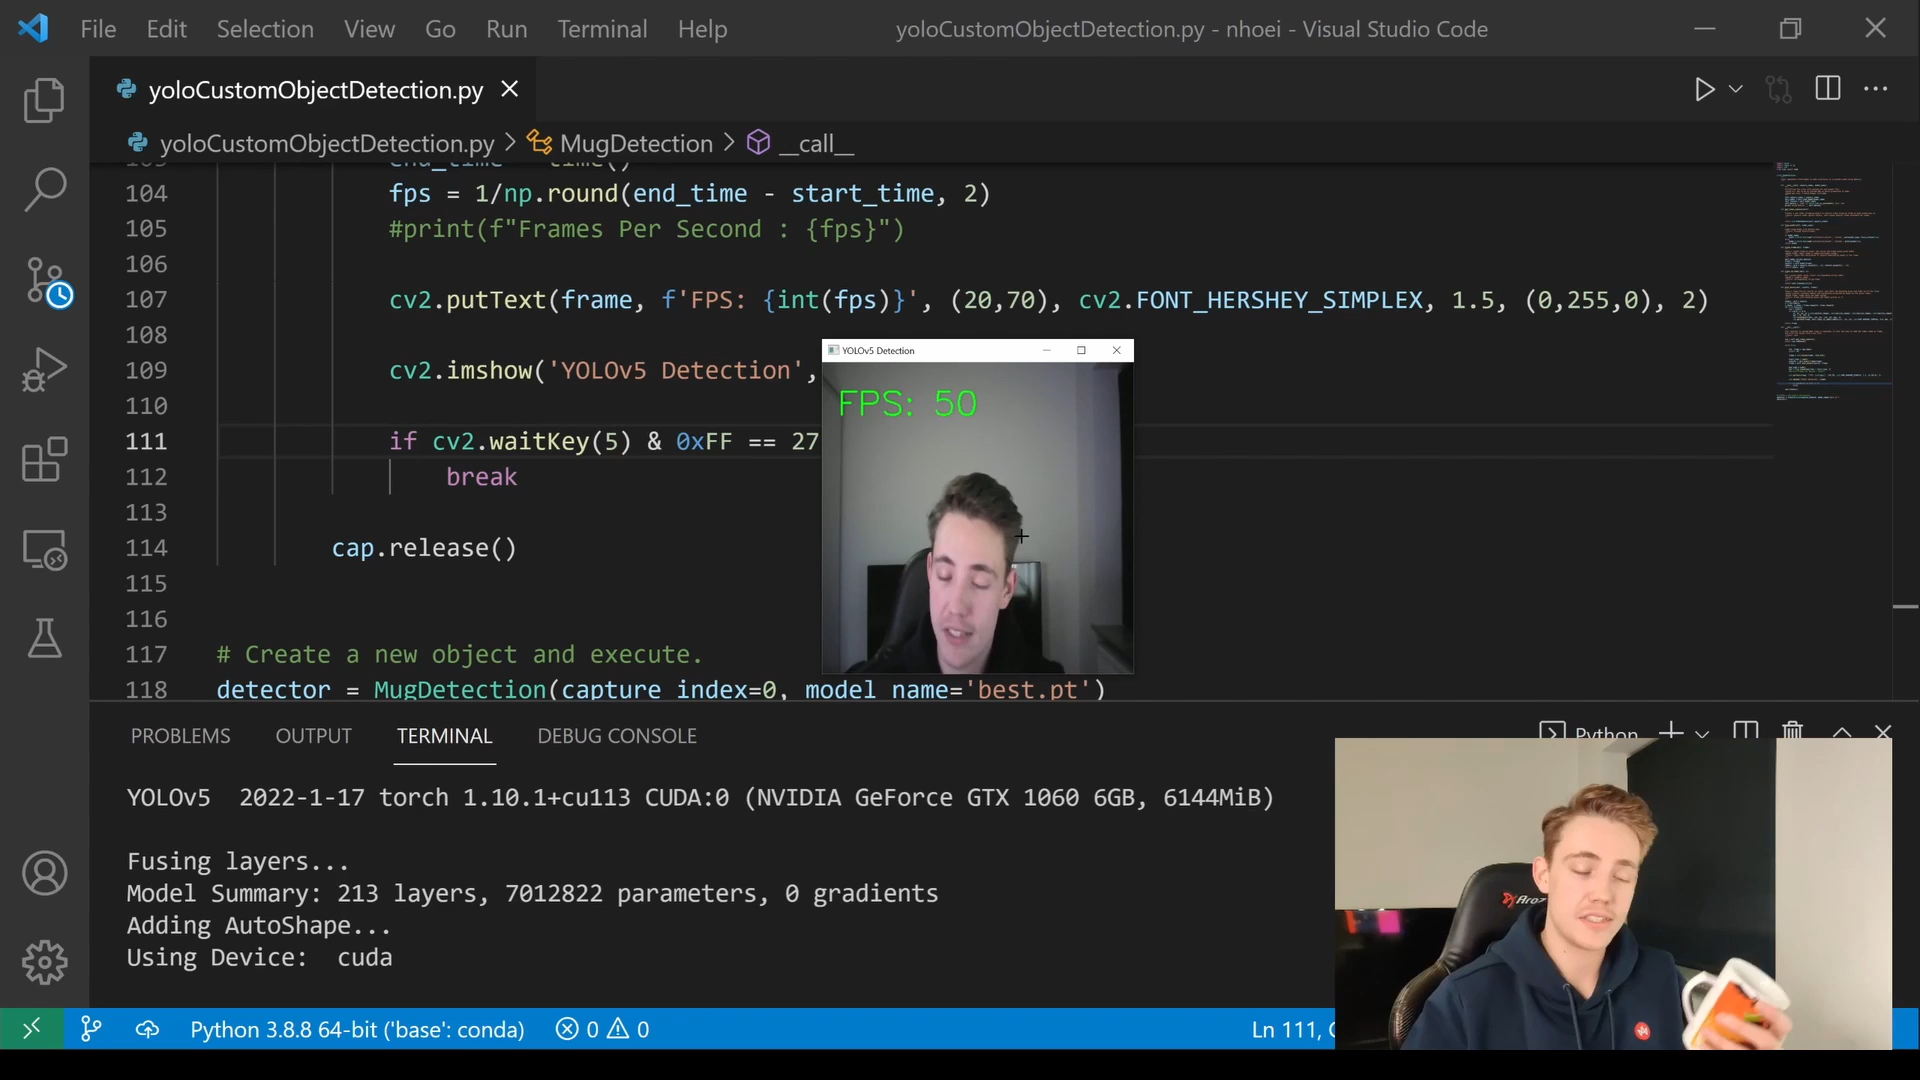 File Edit Selection View Go Run Terminal Help
yoloCustomObjectDetection.py - nhoei - Visual Studio Code
yoloCustomObjectDetection.py
yoloCustomObjectDetection.py > MugDetection > __call__
103 end_time = time()
104 fps = 1/np.round(end_time - start_time, 2)
105 #print(f"Frames Per Second : {fps}")
106
107 cv2.putText(frame, f'FPS: {int(fps)}', (20,70), cv2.FONT_HERSHEY_SIMPLEX, 1.5, (0,255,0), 2)
108
109 cv2.imshow('YOLOv5 Detection',
110
111 if cv2.waitKey(5) & 0xFF == 27
112 break
113
114 cap.release()
115
116
117 # Create a new object and execute.
118 detector = MugDetection(capture_index=0, model_name='best.pt')
YOLOv5 Detection
FPS: 50
PROBLEMS OUTPUT TERMINAL DEBUG CONSOLE
Python
YOLOv5 2022-1-17 torch 1.10.1+cu113 CUDA:0 (NVIDIA GeForce GTX 1060 6GB, 6144MiB)
Fusing layers...
Model Summary: 213 layers, 7012822 parameters, 0 gradients
Adding AutoShape...
Using Device: cuda
Python 3.8.8 64-bit ('base': conda) 0 0
Ln 111,